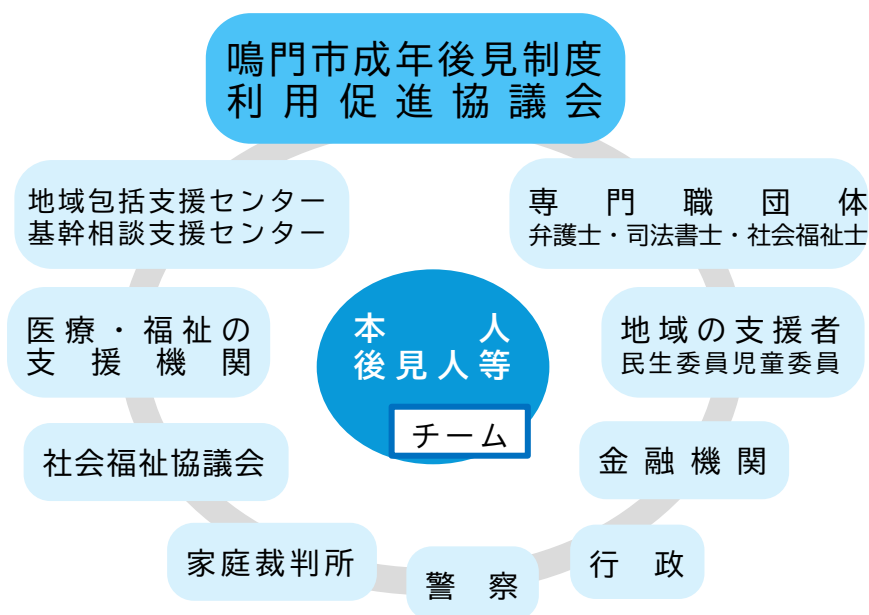 鳴門市成年後見制度
利用促進協議会
地域包括支援センター
基幹相談支援センター
専門職団体
弁護士・司法書士・社会福祉士
医療・福祉の
支援機関
本人
後見人等
チーム
地域の支援者
民生委員児童委員
社会福祉協議会
金融機関
家庭裁判所
警察
行政